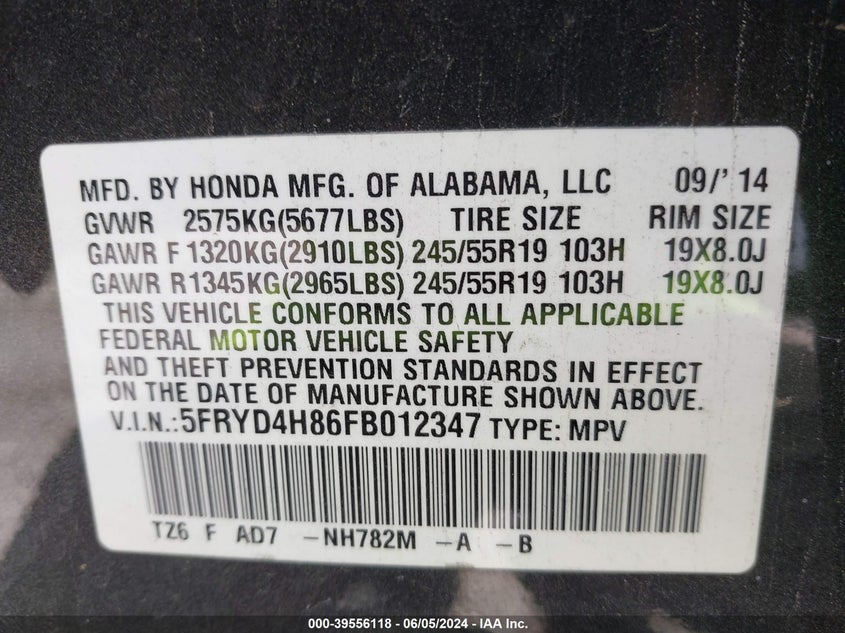 MFD. BY HONDA MFG. OF ALABAMA, LLC 09/' 14
GVWR 2575KG(5677LBS) TIRE SIZE RIM SIZE
GAWR F 1320KG(2910LBS) 245/55R19 103H 19X8.0J
GAWR R 1345KG(2965LBS) 245/55R19 103H 19X8.0J
THIS VEHICLE CONFORMS TO ALL APPLICABLE
FEDERAL MOTOR VEHICLE SAFETY
AND THEFT PREVENTION STANDARDS IN EFFECT
ON THE DATE OF MANUFACTURE SHOWN ABOVE.
V.I.N.:5FRYD4H86FB012347 TYPE: MPV
TZ6 F AD7 -NH782M -A -B
000-39556118 - 06/05/2024 - IAA Inc.